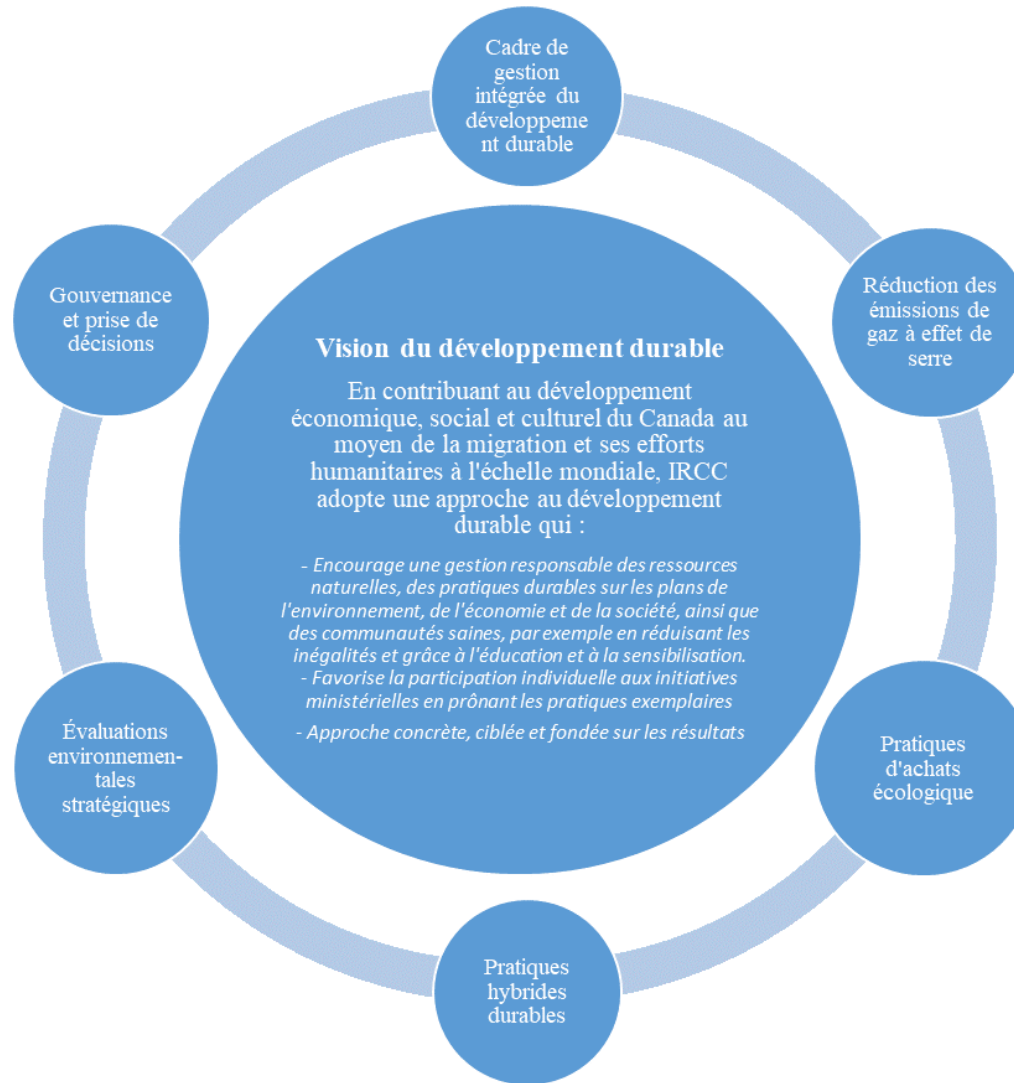 Cadre de
gestion
intégrée du
développeme
nt durable
Gouvernance
et prise de
décisions
Réduction des
émissions de
gaz à effet de
serre
Vision du développement durable
En contribuant au développement
économique, social et culturel du Canada au
moyen de la migration et ses efforts
humanitaires à l'échelle mondiale, IRCC
adopte une approche au développement
durable qui :
- Encourage une gestion responsable des ressources
naturelles, des pratiques durables sur les plans de
l'environnement, de l'économie et de la société, ainsi que
des communautés saines, par exemple en réduisant les
inégalités et grâce à l'éducation et à la sensibilisation.
- Favorise la participation individuelle aux initiatives
ministérielles en prônant les pratiques exemplaires
- Approche concrète, ciblée et fondée sur les résultats
Évaluations
environnemen-
tales
stratégiques
Pratiques
d'achats
écologique
Pratiques
hybrides
durables